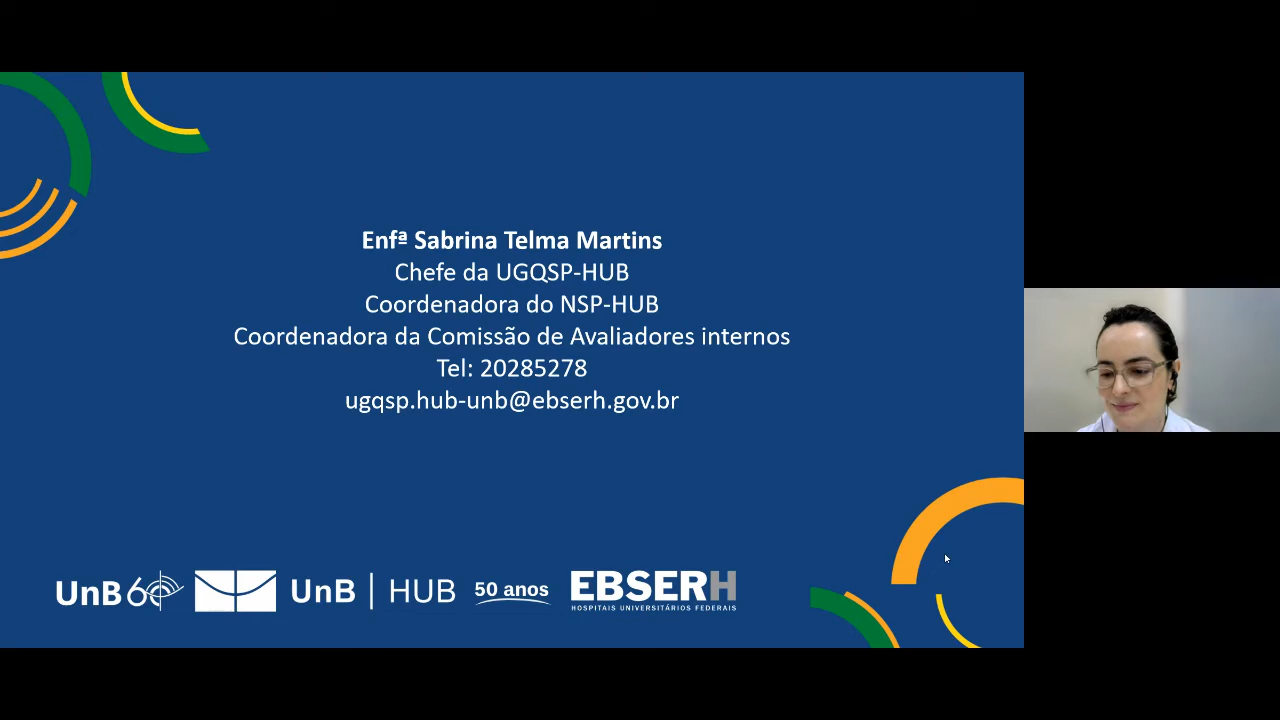 Enfª Sabrina Telma Martins
Chefe da UGQSP-HUB
Coordenadora do NSP-HUB
Coordenadora da Comissão de Avaliadores internos
Tel: 20285278
ugqsp.hub-unb@ebserh.gov.br
UnB 60 UnB | HUB 50 anos EBSERH
HOSPITAIS UNIVERSITÁRIOS FEDERAIS